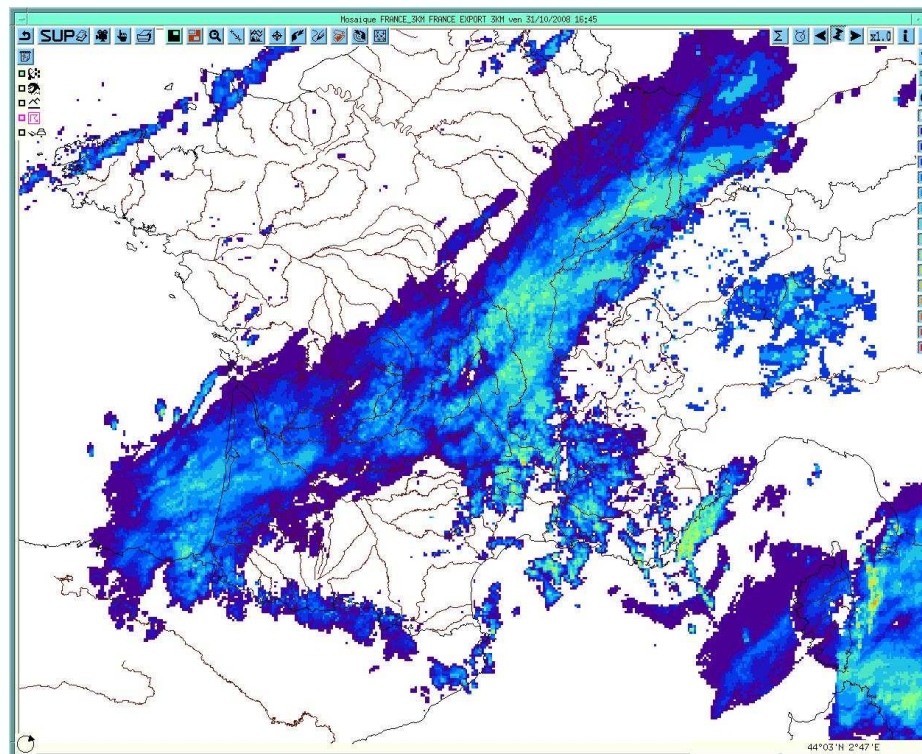 Mosaique FRANCE_3KM FRANCE EXPORT 3KM ven 31/10/2008 16:45
SUP
Σ
x1.0
i
44°03'N 2°47'E